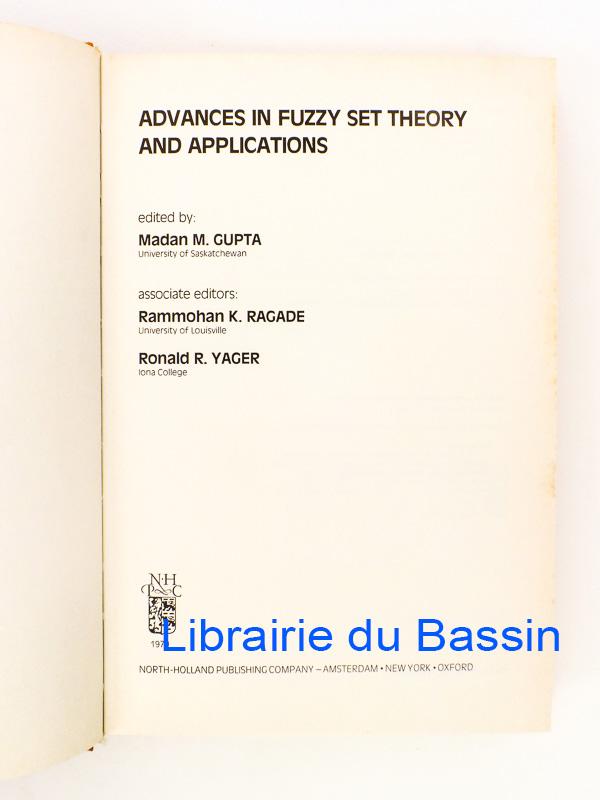 ADVANCES IN FUZZY SET THEORY
AND APPLICATIONS
edited by:
Madan M. GUPTA
University of Saskatchewan
associate editors:
Rammohan K. RAGADE
University of Louisville
Ronald R. YAGER
Iona College
N·H
P C
Librairie du Bassin
NORTH-HOLLAND PUBLISHING COMPANY – AMSTERDAM • NEW YORK • OXFORD